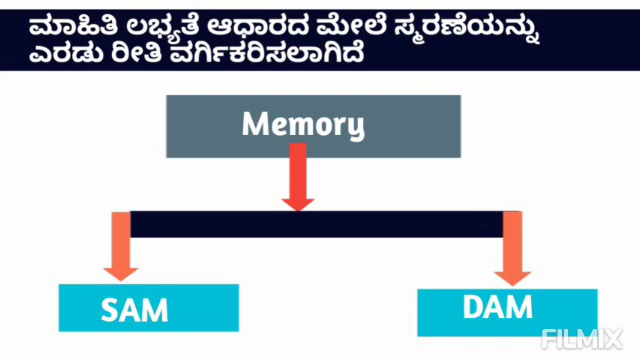 ಮಾಹಿತಿ ಲಭ್ಯತೆ ಆಧಾರದ ಮೇಲೆ ಸ್ಮರಣೆಯನ್ನು
ಎರಡು ರೀತಿ ವರ್ಗಿಕರಿಸಲಾಗಿದೆ
Memory
SAM
DAM
FILMIX